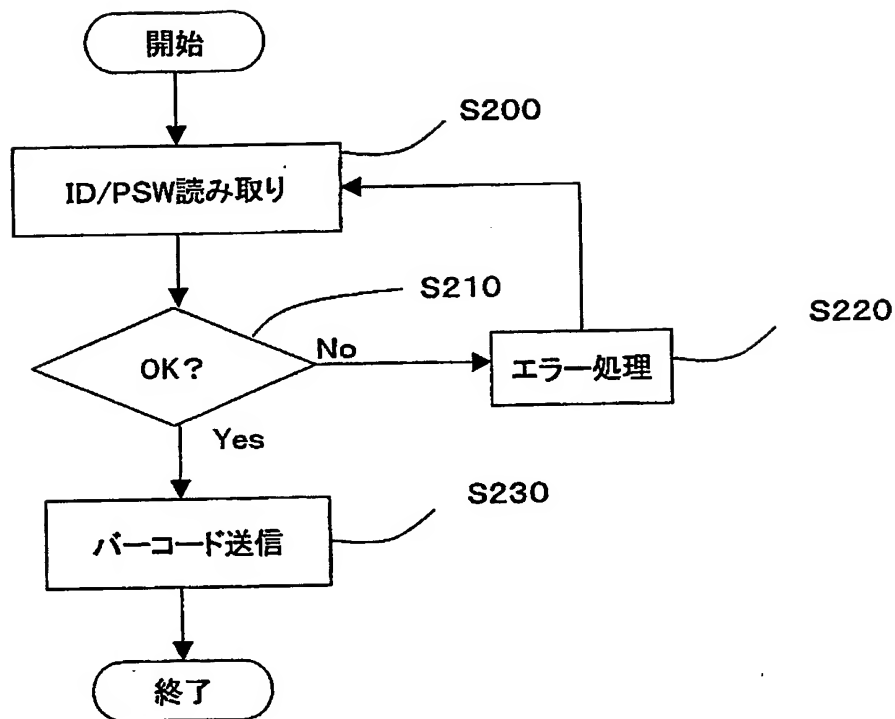 開始
S200
ID/PSW読み取り
S210
OK?
No
S220
エラー処理
Yes
S230
バーコード送信
終了